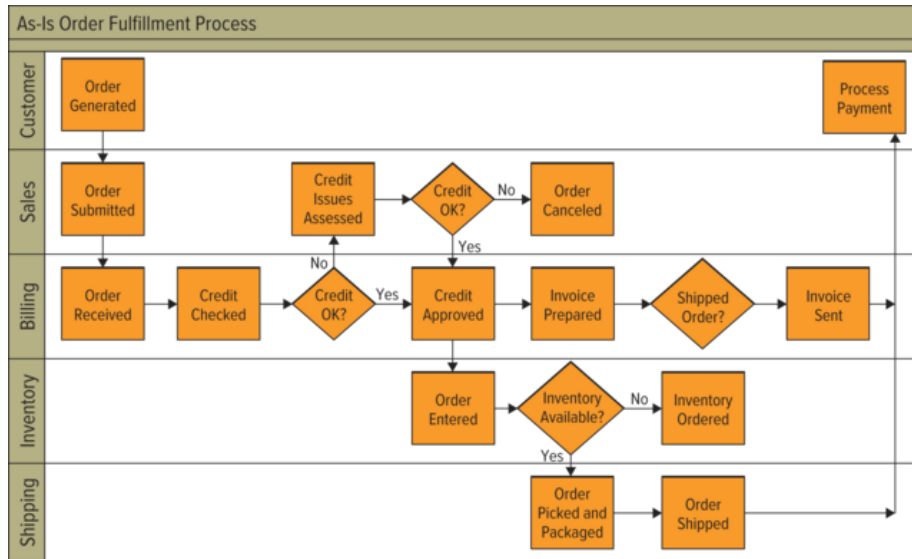 As-Is Order Fulfillment Process
Customer
Order
Generated
Process
Payment
Sales
Order
Submitted
Credit
Issues
Assessed
Credit
OK?
No
Order
Canceled
Yes
Billing
Order
Received
Credit
Checked
No
Credit
OK?
Yes
Credit
Approved
Invoice
Prepared
Shipped
Order?
Invoice
Sent
Inventory
Order
Entered
Inventory
Available?
No
Inventory
Ordered
Yes
Shipping
Order
Picked and
Packaged
Order
Shipped